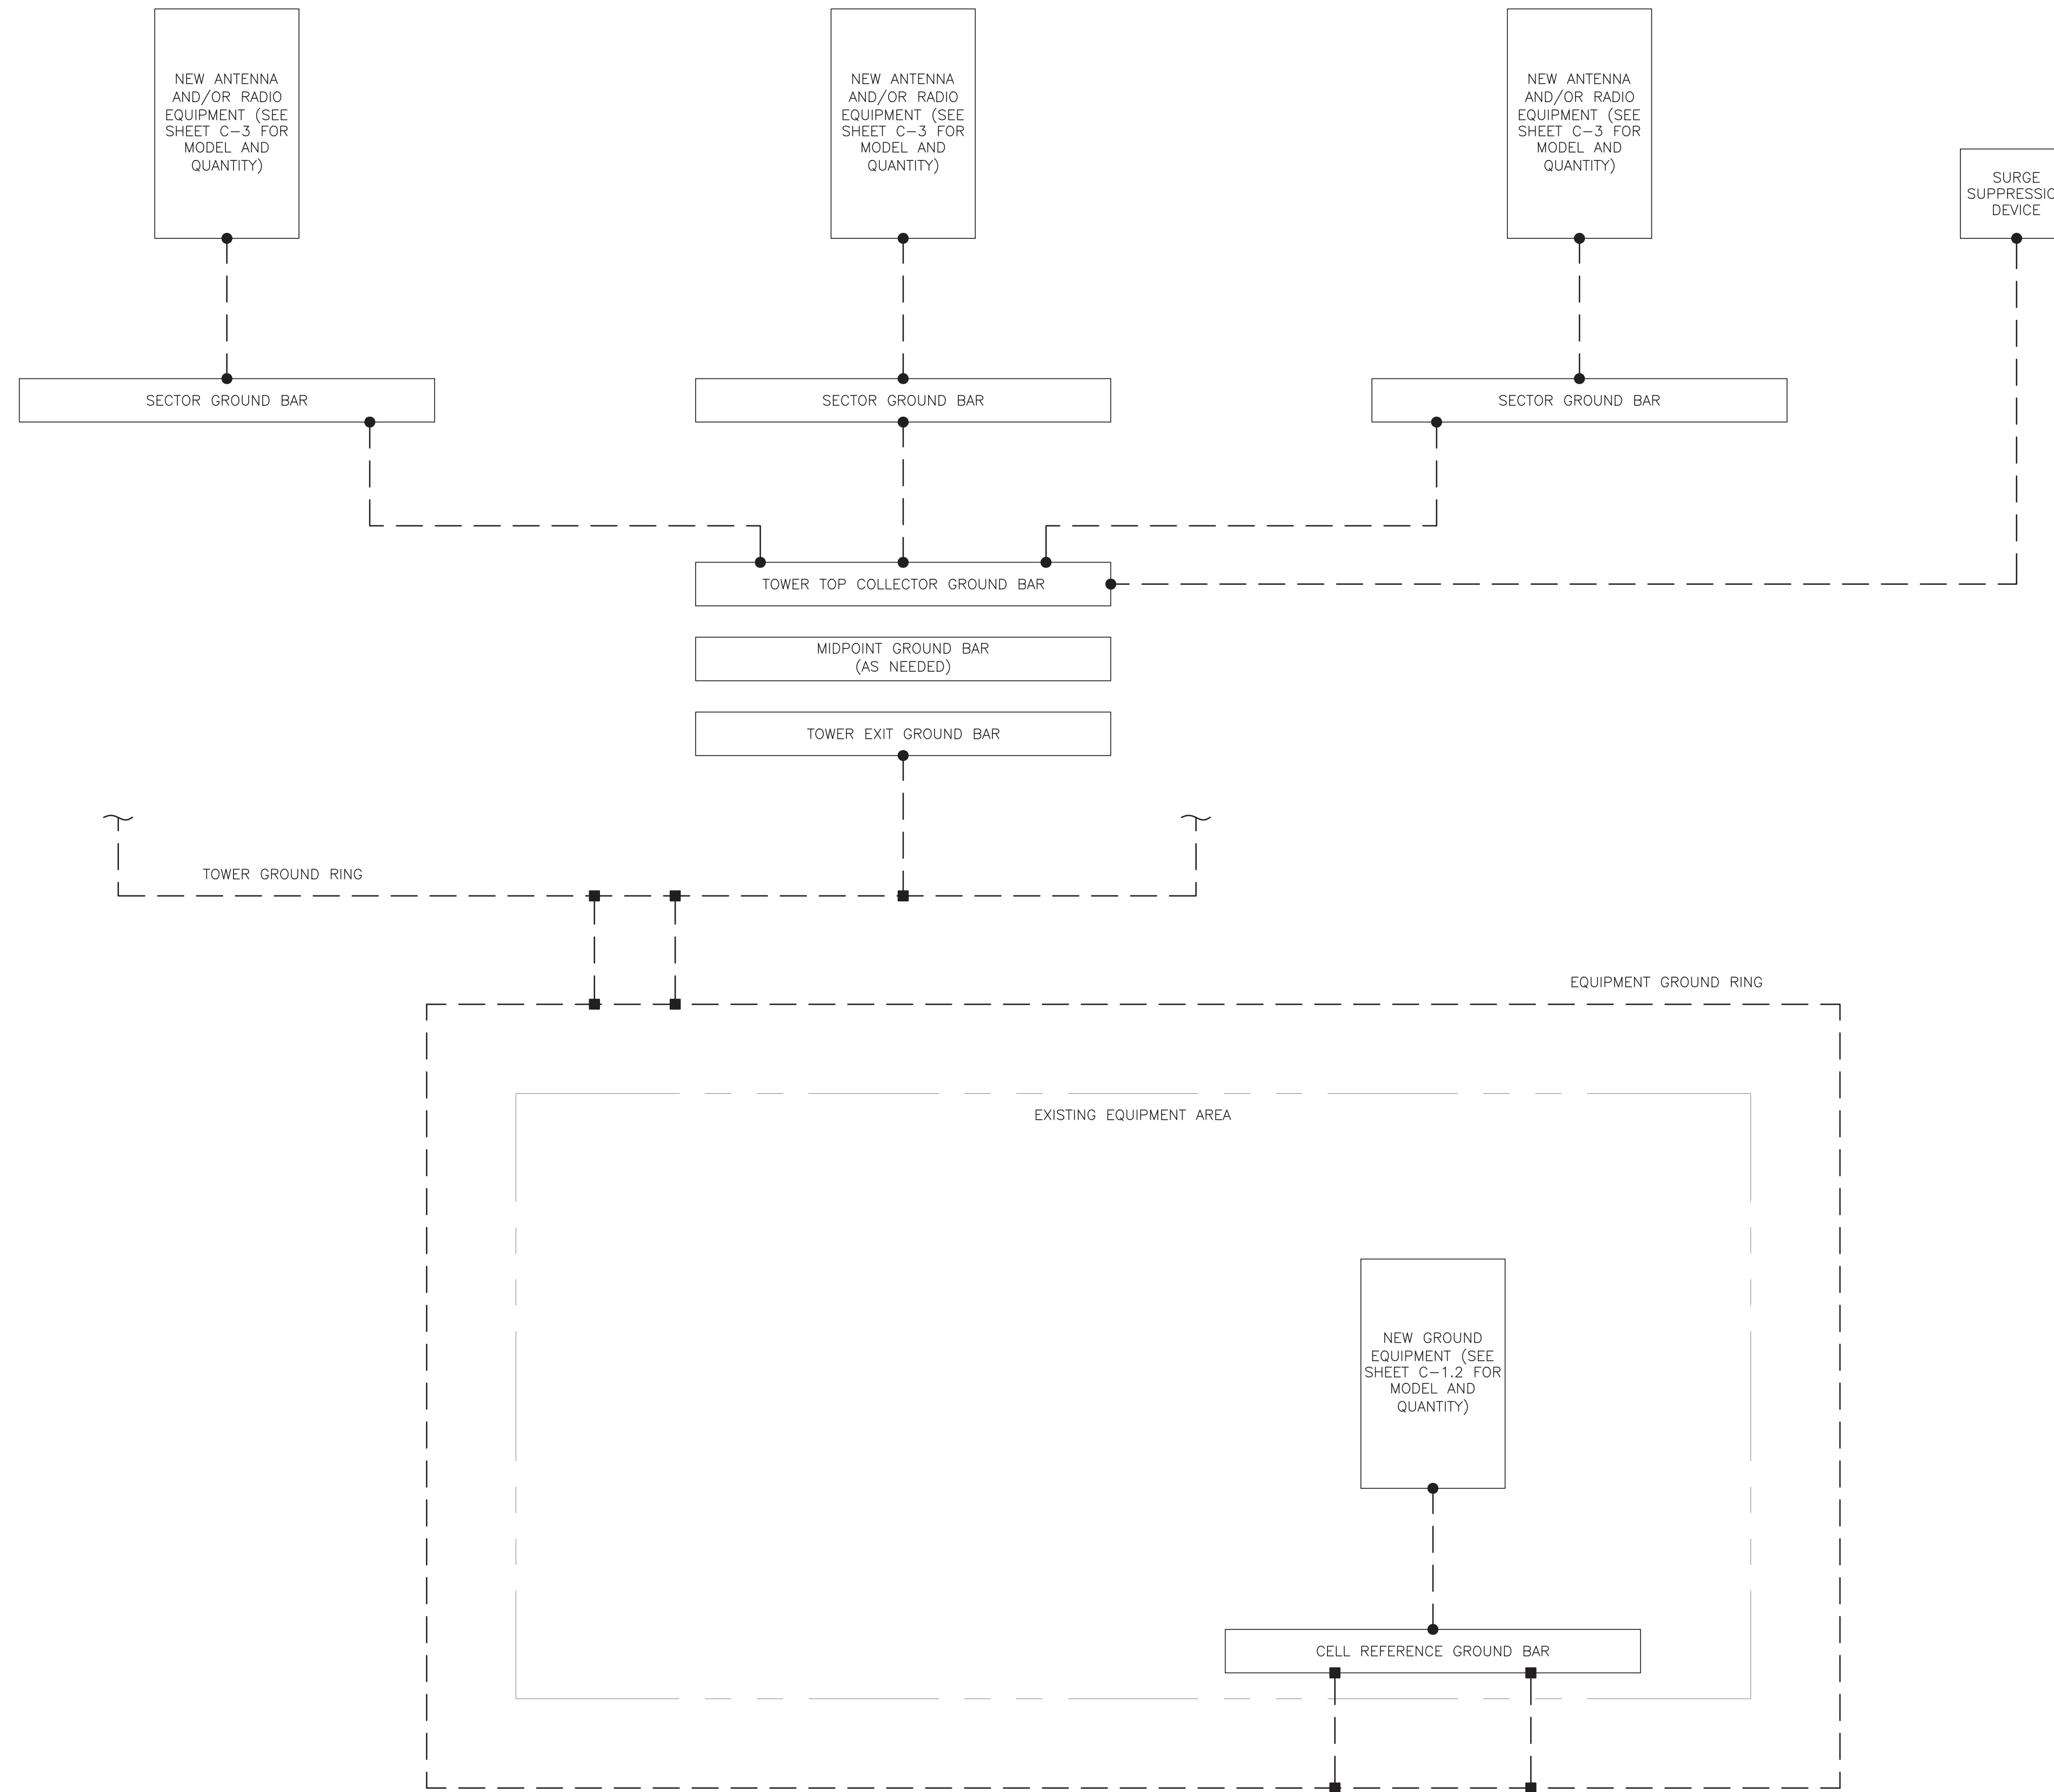 NEW ANTENNA
AND/OR RADIO
EQUIPMENT (SEE
SHEET C-3 FOR
MODEL AND
QUANTITY)
NEW ANTENNA
AND/OR RADIO
EQUIPMENT (SEE
SHEET C-3 FOR
MODEL AND
QUANTITY)
NEW ANTENNA
AND/OR RADIO
EQUIPMENT (SEE
SHEET C-3 FOR
MODEL AND
QUANTITY)
SURGE
SUPPRESSIO
DEVICE
SECTOR GROUND BAR
SECTOR GROUND BAR
SECTOR GROUND BAR
TOWER TOP COLLECTOR GROUND BAR
MIDPOINT GROUND BAR
(AS NEEDED)
TOWER EXIT GROUND BAR
TOWER GROUND RING
EQUIPMENT GROUND RING
EXISTING EQUIPMENT AREA
NEW GROUND
EQUIPMENT (SEE
SHEET C-1.2 FOR
MODEL AND
QUANTITY)
CELL REFERENCE GROUND BAR